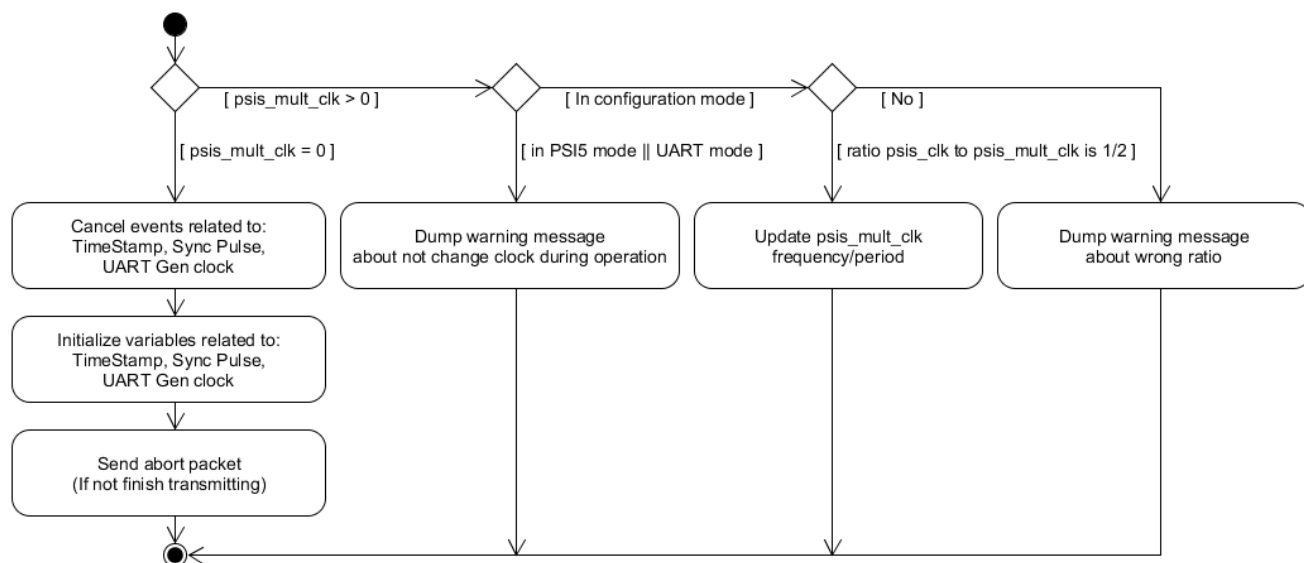 [ psis_mult_clk > 0 ]
[ In configuration mode ]
[ No ]
[ psis_mult_clk = 0 ]
[ in PSI5 mode || UART mode ]
[ ratio psis_clk to psis_mult_clk is 1/2 ]
Cancel events related to:
TimeStamp, Sync Pulse,
UART Gen clock
Dump warning message
about not change clock during operation
Update psis_mult_clk
frequency/period
Dump warning message
about wrong ratio
Initialize variables related to:
TimeStamp, Sync Pulse,
UART Gen clock
Send abort packet
(If not finish transmitting)